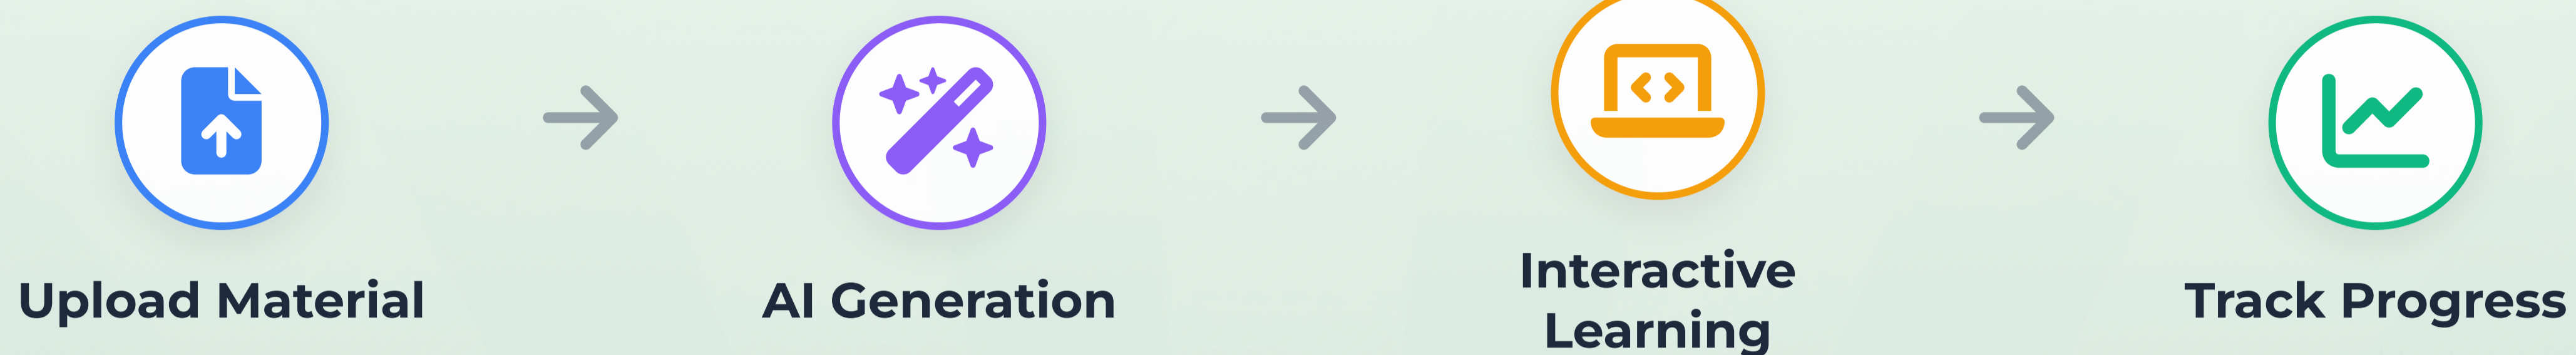 Upload Material
AI Generation
Interactive
Learning
Track Progress